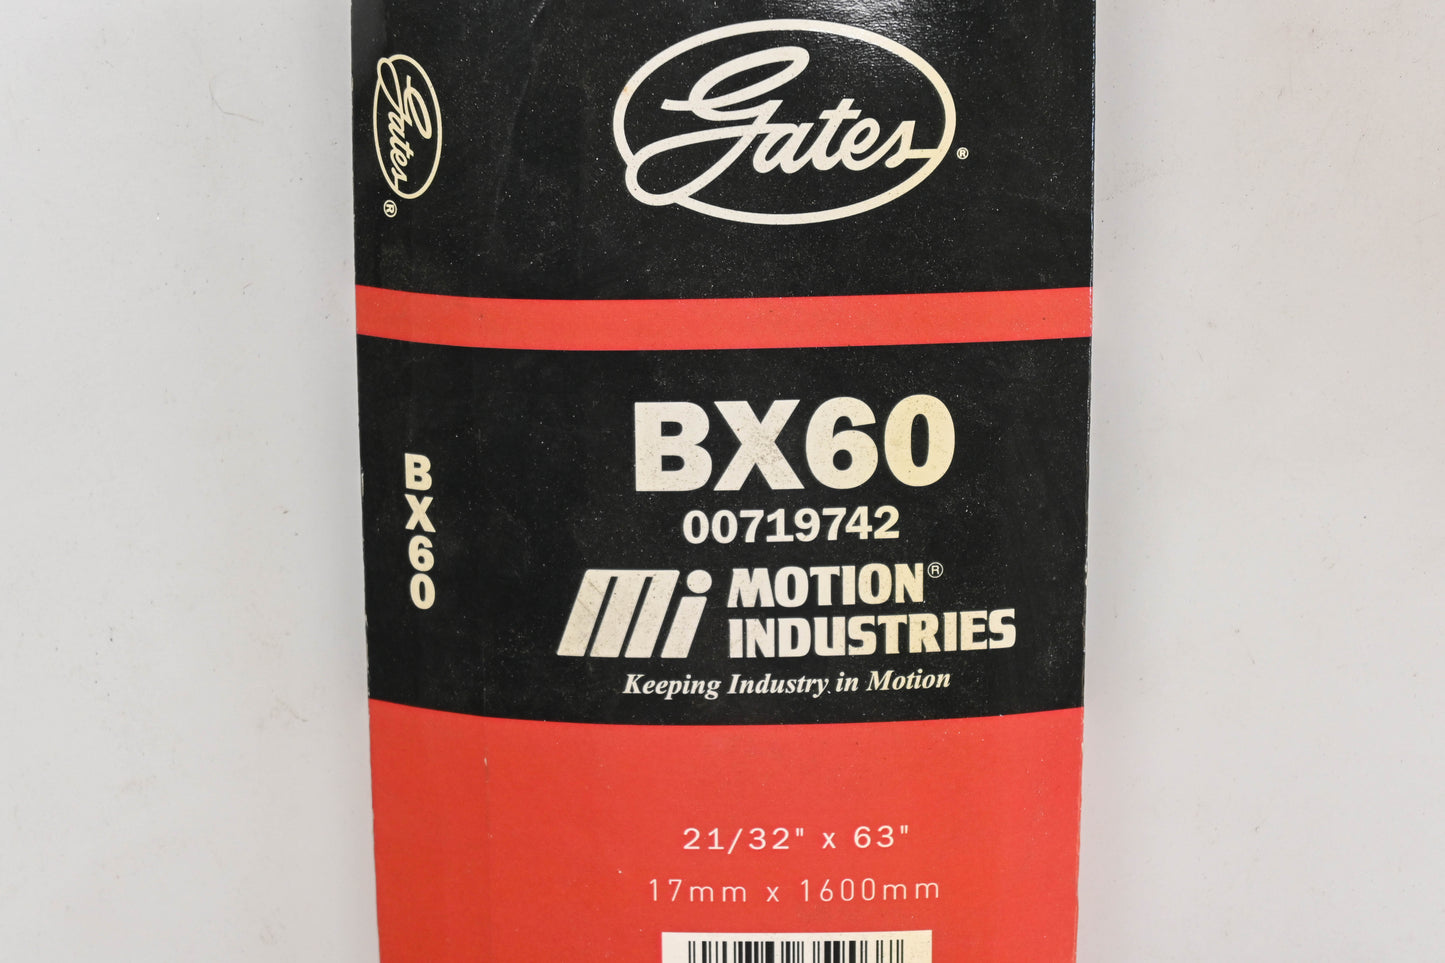 Gates®
Gates®
BX60
BX60
00719742
mi MOTION®
INDUSTRIES
Keeping Industry in Motion
21/32" x 63"
17mm x 1600mm